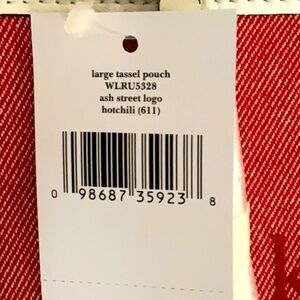 large tassel pouch
WLRU5328
ash street logo
hotchili (611)
0 98687 35923 8